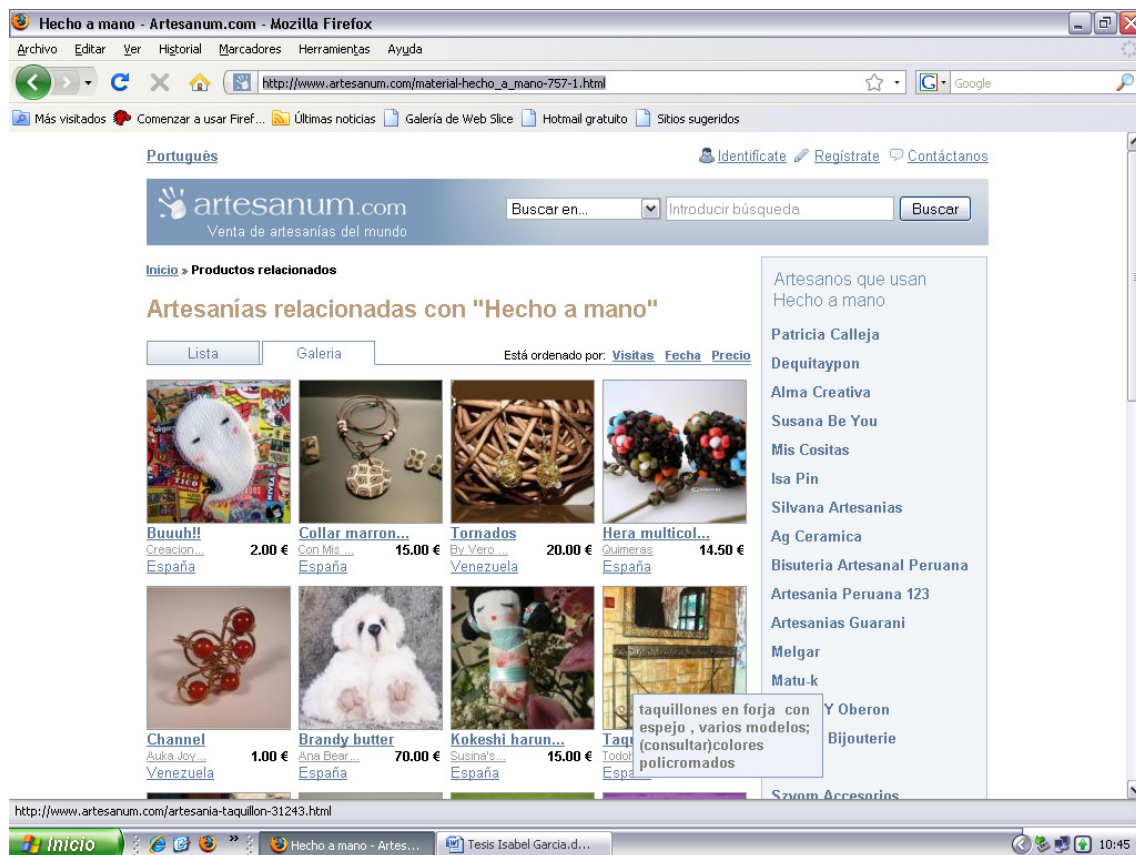 Hecho a mano - Artesanum.com - Mozilla Firefox
Archivo Editar Ver Historial Marcadores Herramientas Ayuda
http://www.artesanum.com/material-hecho_a_mano-757-1.html
Google
Más visitados Comenzar a usar Firef... Últimas noticias Galería de Web Slice Hotmail gratuito Sitios sugeridos
Português
Identifícate Regístrate Contáctanos
artesanum.com
Venta de artesanías del mundo
Buscar en... Introducir búsqueda Buscar
Inicio » Productos relacionados
Artesanías relacionadas con "Hecho a mano"
Lista Galeria
Está ordenado por: Visitas Fecha Precio
Buuuh!!
Creacion... 2.00 €
España
Collar marron...
Con Mis ... 15.00 €
España
Tornados
By Vero ... 20.00 €
Venezuela
Hera multicol...
Quimeras 14.50 €
España
Channel
Auka Joy... 1.00 €
Venezuela
Brandy butter
Ana Bear... 70.00 €
España
Kokeshi harun...
Susina's... 15.00 €
España
taquillones en forja con
espejo , varios modelos;
(consultar)colores
policromados
Artesanos que usan
Hecho a mano
Patricia Calleja
Dequitaypon
Alma Creativa
Susana Be You
Mis Cositas
Isa Pin
Silvana Artesanias
Ag Ceramica
Bisuteria Artesanal Peruana
Artesania Peruana 123
Artesanias Guarani
Melgar
Matu-k
Y Oberon
Bijouterie
Szvom Accesorios
http://www.artesanum.com/artesania-taquillon-31243.html
Inicio
Hecho a mano - Artes...
Tesis Isabel Garcia.d...
10:45